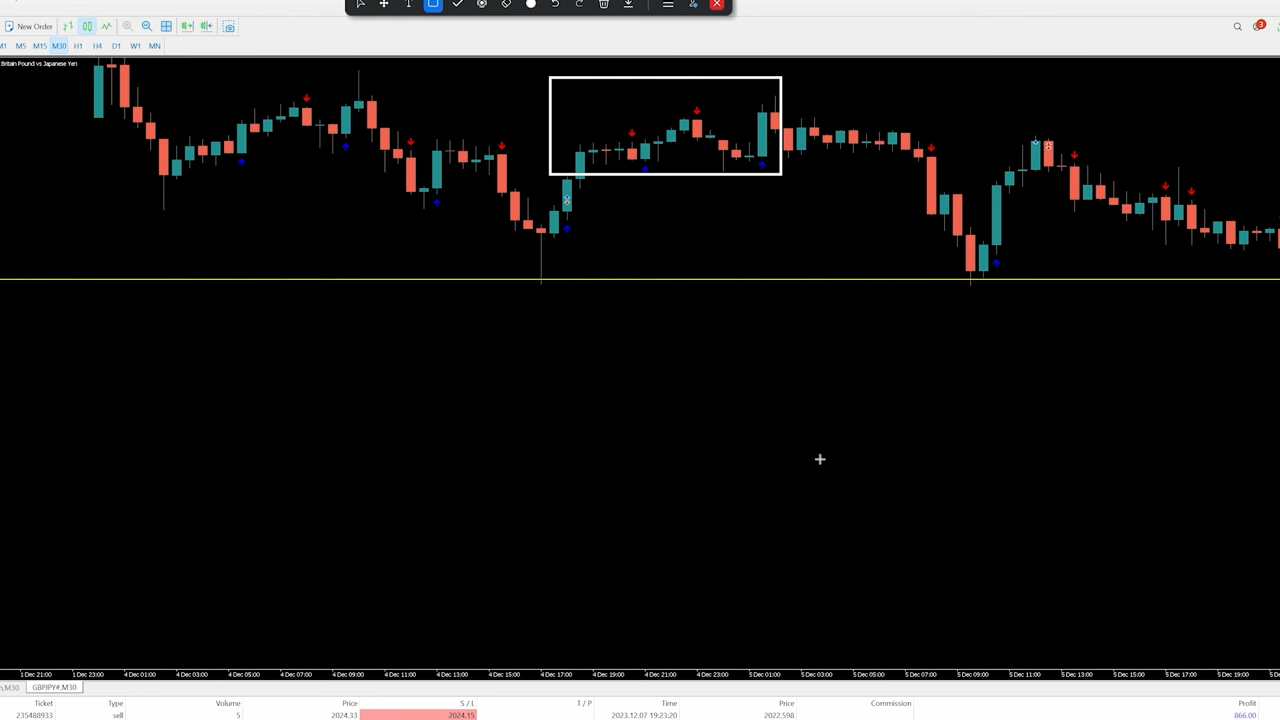 New Order
3
M1 M5 M15 M30 H1 H4 D1 W1 MN
Britain Pound vs Japanese Yen
1 Dec 21:00 1 Dec 23:00 4 Dec 01:00 4 Dec 03:00 4 Dec 05:00 4 Dec 07:00 4 Dec 09:00 4 Dec 11:00 4 Dec 13:00 4 Dec 15:00 4 Dec 17:00 4 Dec 19:00 4 Dec 21:00 4 Dec 23:00 5 Dec 01:00 5 Dec 03:00 5 Dec 05:00 5 Dec 07:00 5 Dec 09:00 5 Dec 11:00 5 Dec 13:00 5 Dec 15:00 5 Dec 17:00 5 Dec 19:00
,M30 GBPJPY#,M30
Ticket Type Volume Price S / L T / P Time Price Commission Profit
235488933 sell 5 2024.33 2024.15 2023.12.07 19:23:20 2022.598 866.00